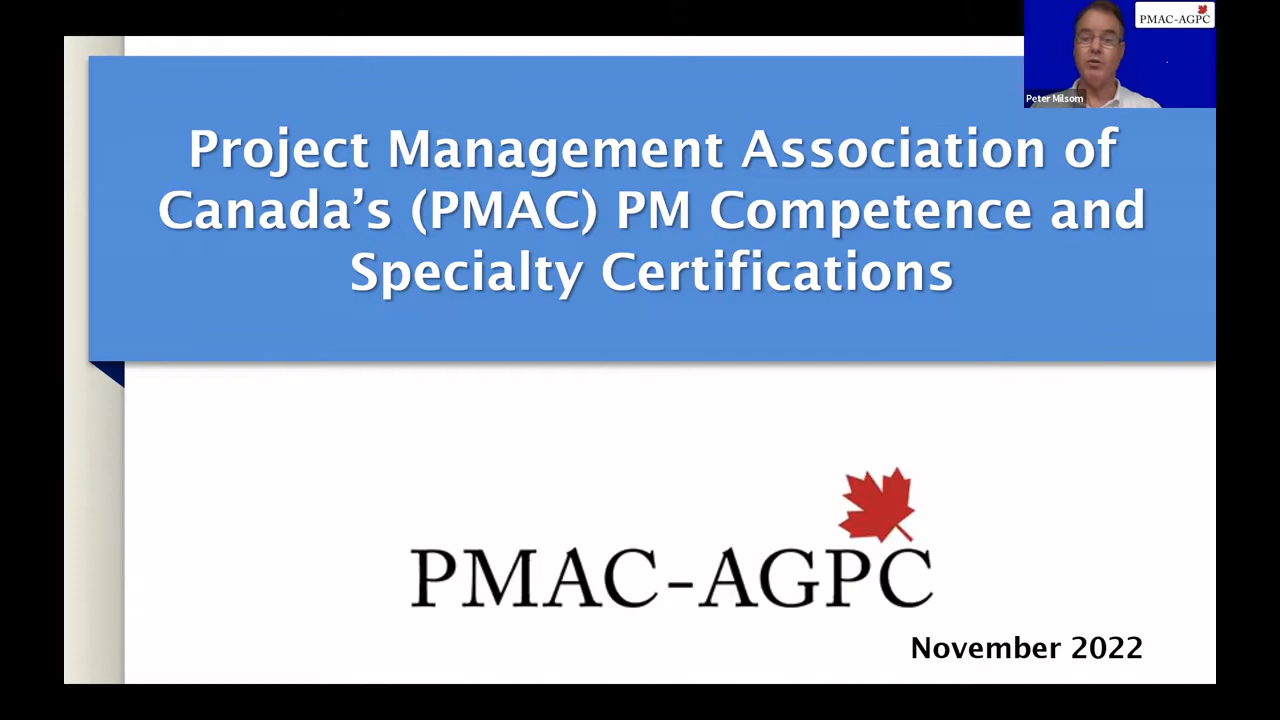 PMAC-AGPC
Peter Milsom
Project Management Association of
Canada’s (PMAC) PM Competence and
Specialty Certifications
PMAC-AGPC
November 2022